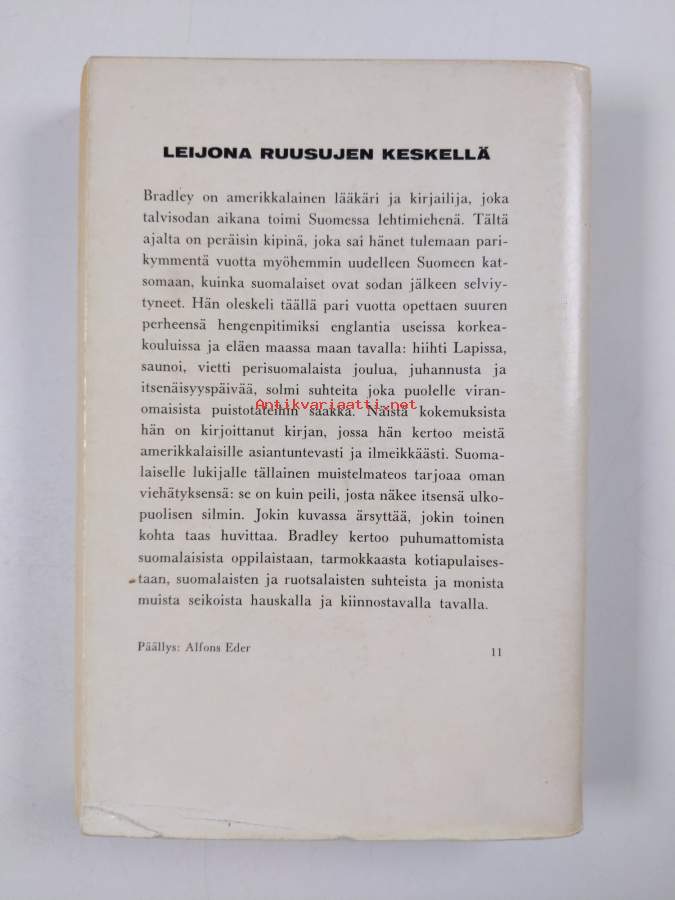 LEIJONA RUUSUJEN KESKELLÄ
Bradley on amerikkalainen lääkäri ja kirjailija, joka
talvisodan aikana toimi Suomessa lehtimiehenä. Tältä
ajalta on peräisin kipinä, joka sai hänet tulemaan pari-
kymmentä vuotta myöhemmin uudelleen Suomeen kat-
somaan, kuinka suomalaiset ovat sodan jälkeen selviy-
tyneet. Hän oleskeli täällä pari vuotta opettaen suuren
perheensä hengenpitimiksi englantia useissa korkea-
kouluissa ja eläen maassa maan tavalla: hiihti Lapissa,
saunoi, vietti perisuomalaista joulua, juhannusta ja
itsenäisyyspäivää, solmi suhteita joka puolelle viran-
omaisista puistotäteihin saakka. Näistä kokemuksista
Antikvariaatti.net
hän on kirjoittanut kirjan, jossa hän kertoo meistä
amerikkalaisille asiantuntevasti ja ilmeikkäästi. Suoma-
laiselle lukijalle tällainen muistelmateos tarjoaa oman
viehätyksensä: se on kuin peili, josta näkee itsensä ulko-
puolisen silmin. Jokin kuvassa ärsyttää, jokin toinen
kohta taas huvittaa. Bradley kertoo puhumattomista
suomalaisista oppilaistaan, tarmokkaasta kotiapulaises-
taan, suomalaisten ja ruotsalaisten suhteista ja monista
muista seikoista hauskalla ja kiinnostavalla tavalla.
Päällys: Alfons Eder
11